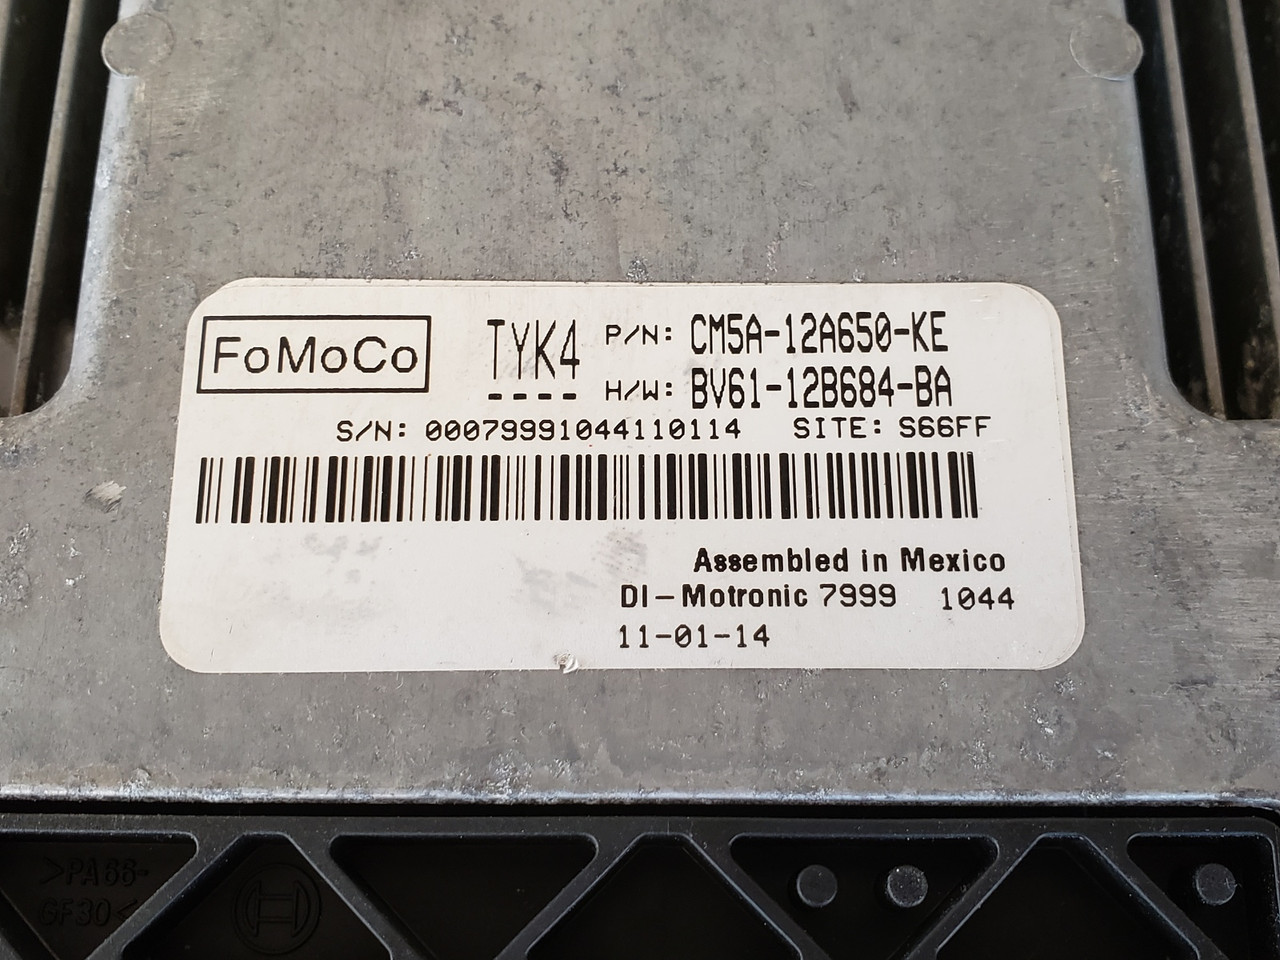 FoMoCo
TYK4
----
P/N: CM5A-12A650-KE
H/W: BV61-12B684-BA
S/N: 00079991044110114 SITE: S66FF
Assembled in Mexico
DI-Motronic 7999 1044
11-01-14
>PA66-
GF30<